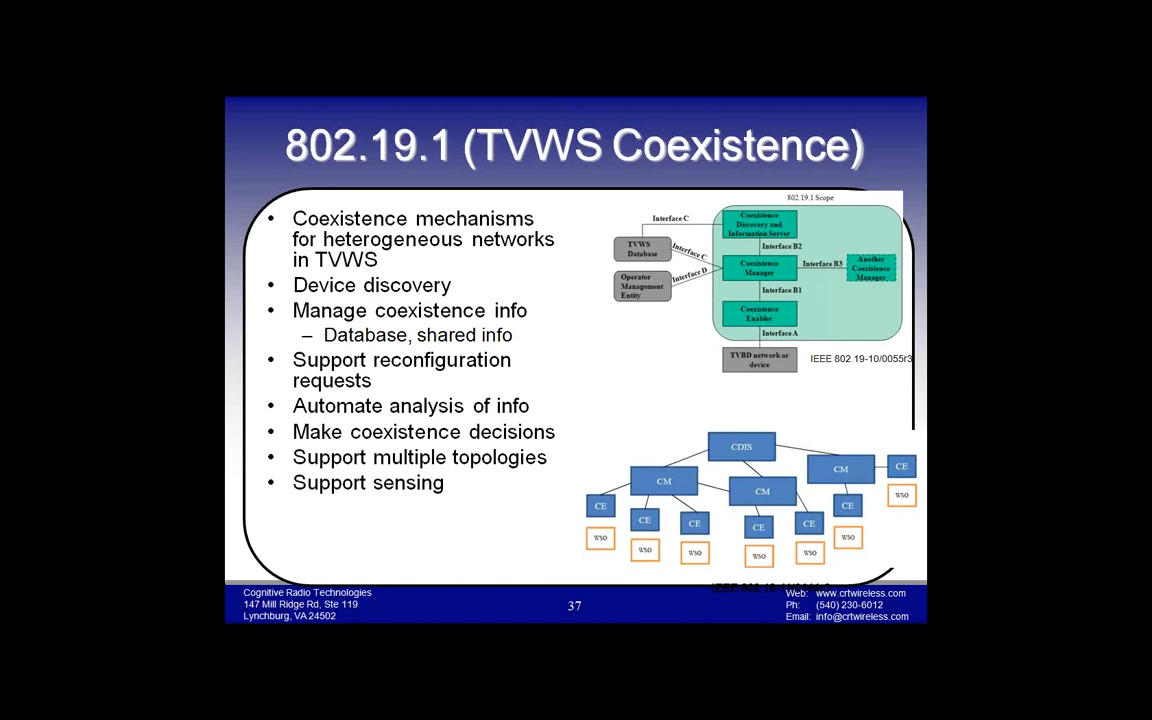 802.19.1 (TVWS Coexistence)
• Coexistence mechanisms
for heterogeneous networks
in TVWS
• Device discovery
• Manage coexistence info
– Database, shared info
• Support reconfiguration
requests
• Automate analysis of info
• Make coexistence decisions
• Support multiple topologies
• Support sensing
802.19.1 Scope
Interface C
Coexistence
Discovery and
Information Server
TVWS
Database
Interface C
Interface B2
Operator
Management
Entity
Interface D
Coexistence
Manager
Interface B3
Another
Coexistence
Manager
Interface B1
Coexistence
Enabler
Interface A
TVBD network or
device
IEEE 802.19-10/0055r3
CDIS
CM
CM
CM
CE
CE
CE
CE
CE
CE
CE
WSO
WSO
WSO
WSO
WSO
WSO
WSO
IEEE 802.19-
Cognitive Radio Technologies
147 Mill Ridge Rd, Ste 119
Lynchburg, VA 24502
37
Web: www.crtwireless.com
Ph: (540) 230-6012
Email: info@crtwireless.com